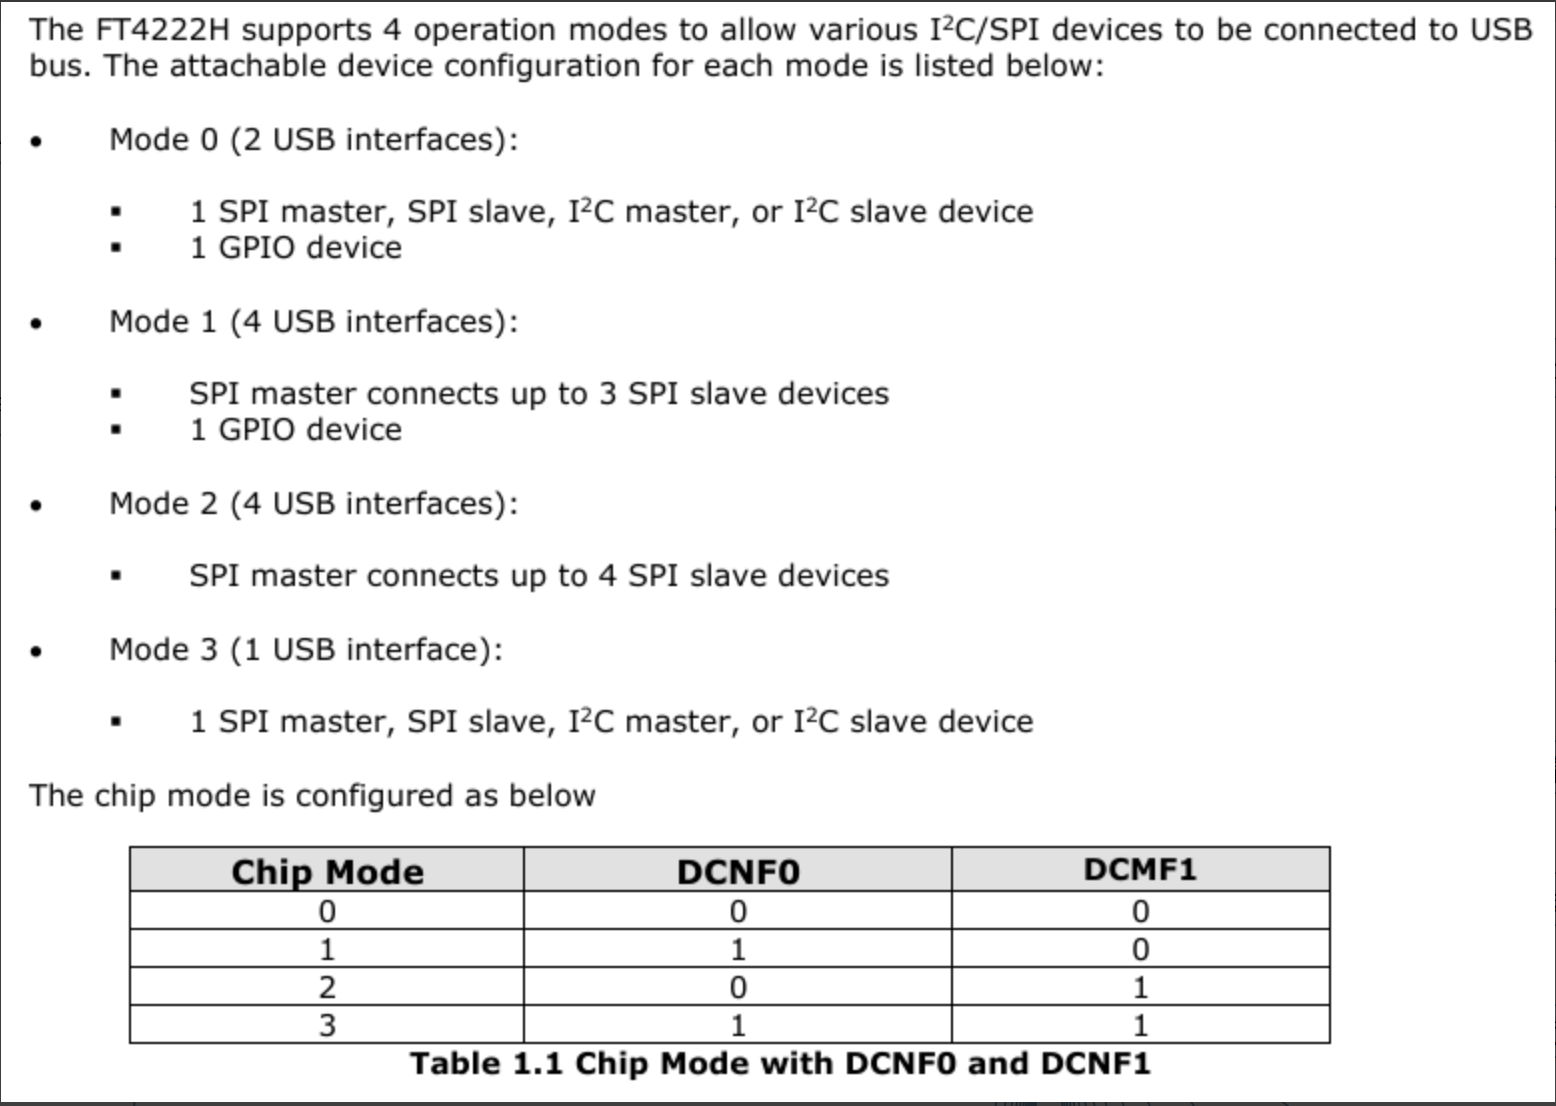 The FT4222H supports 4 operation modes to allow various I²C/SPI devices to be connected to USB
bus. The attachable device configuration for each mode is listed below:
• Mode 0 (2 USB interfaces):
▪ 1 SPI master, SPI slave, I²C master, or I²C slave device
▪ 1 GPIO device
• Mode 1 (4 USB interfaces):
▪ SPI master connects up to 3 SPI slave devices
▪ 1 GPIO device
• Mode 2 (4 USB interfaces):
▪ SPI master connects up to 4 SPI slave devices
• Mode 3 (1 USB interface):
▪ 1 SPI master, SPI slave, I²C master, or I²C slave device
The chip mode is configured as below
Chip Mode DCNF0 DCMF1
0 0 0
1 1 0
2 0 1
3 1 1
Table 1.1 Chip Mode with DCNF0 and DCNF1